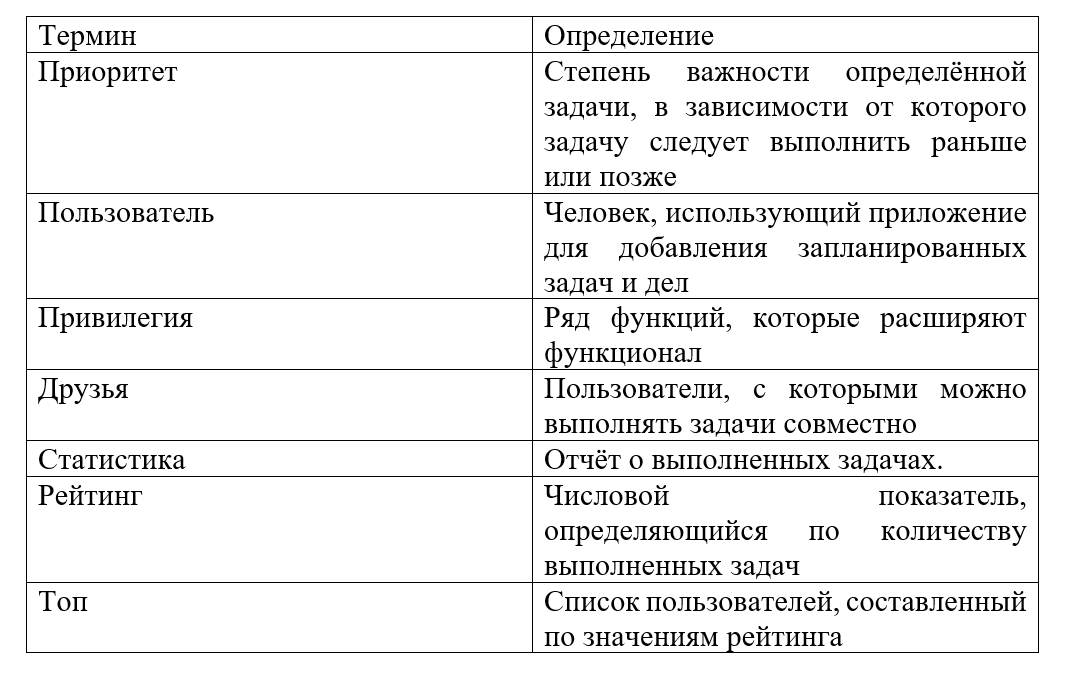 Термин
Определение
Приоритет
Степень важности определённой
задачи, в зависимости от которого
задачу следует выполнить раньше
или позже
Пользователь
Человек, использующий приложение
для добавления запланированных
задач и дел
Привилегия
Ряд функций, которые расширяют
функционал
Друзья
Пользователи, с которыми можно
выполнять задачи совместно
Статистика
Отчёт о выполненных задачах.
Рейтинг
Числовой показатель,
определяющийся по количеству
выполненных задач
Топ
Список пользователей, составленный
по значениям рейтинга